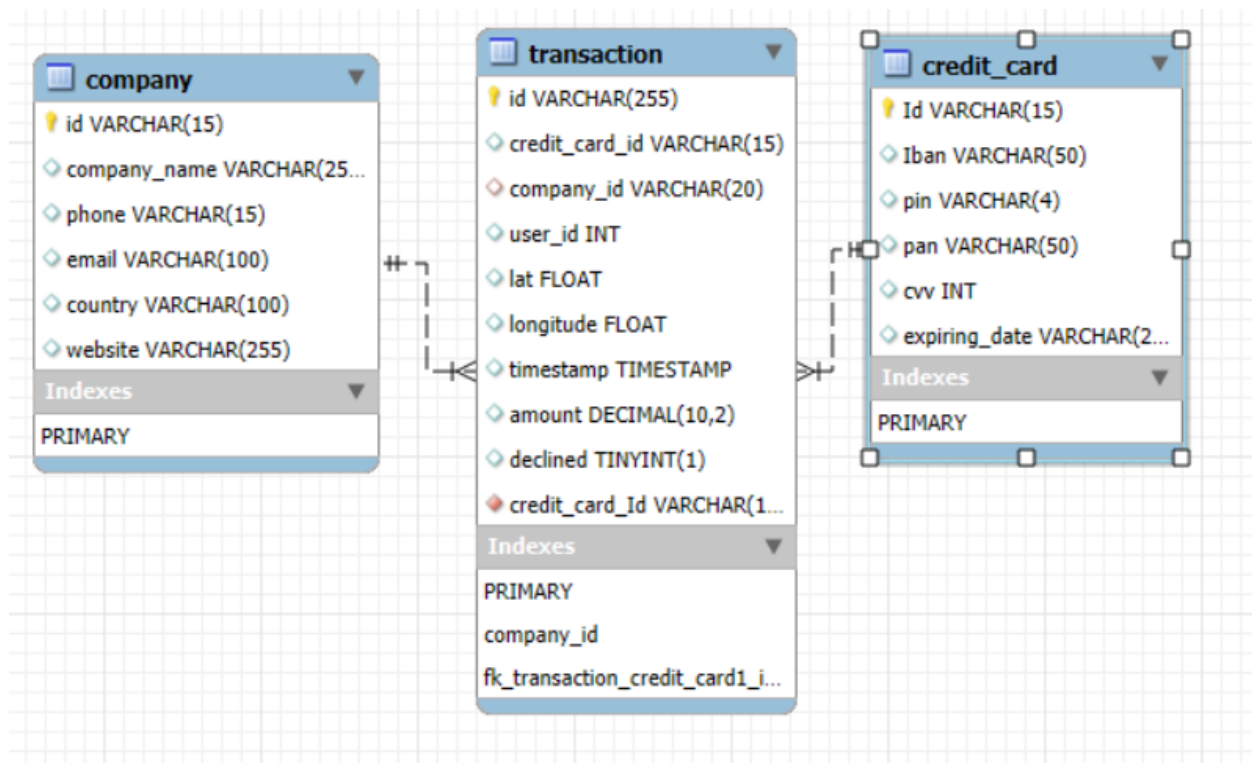 company
id VARCHAR(15)
company_name VARCHAR(25...
phone VARCHAR(15)
email VARCHAR(100)
country VARCHAR(100)
website VARCHAR(255)
Indexes
PRIMARY
transaction
id VARCHAR(255)
credit_card_id VARCHAR(15)
company_id VARCHAR(20)
user_id INT
lat FLOAT
longitude FLOAT
timestamp TIMESTAMP
amount DECIMAL(10,2)
declined TINYINT(1)
credit_card_Id VARCHAR(1...
Indexes
PRIMARY
company_id
fk_transaction_credit_card1_i...
credit_card
Id VARCHAR(15)
Iban VARCHAR(50)
pin VARCHAR(4)
pan VARCHAR(50)
cvv INT
expiring_date VARCHAR(2...
Indexes
PRIMARY